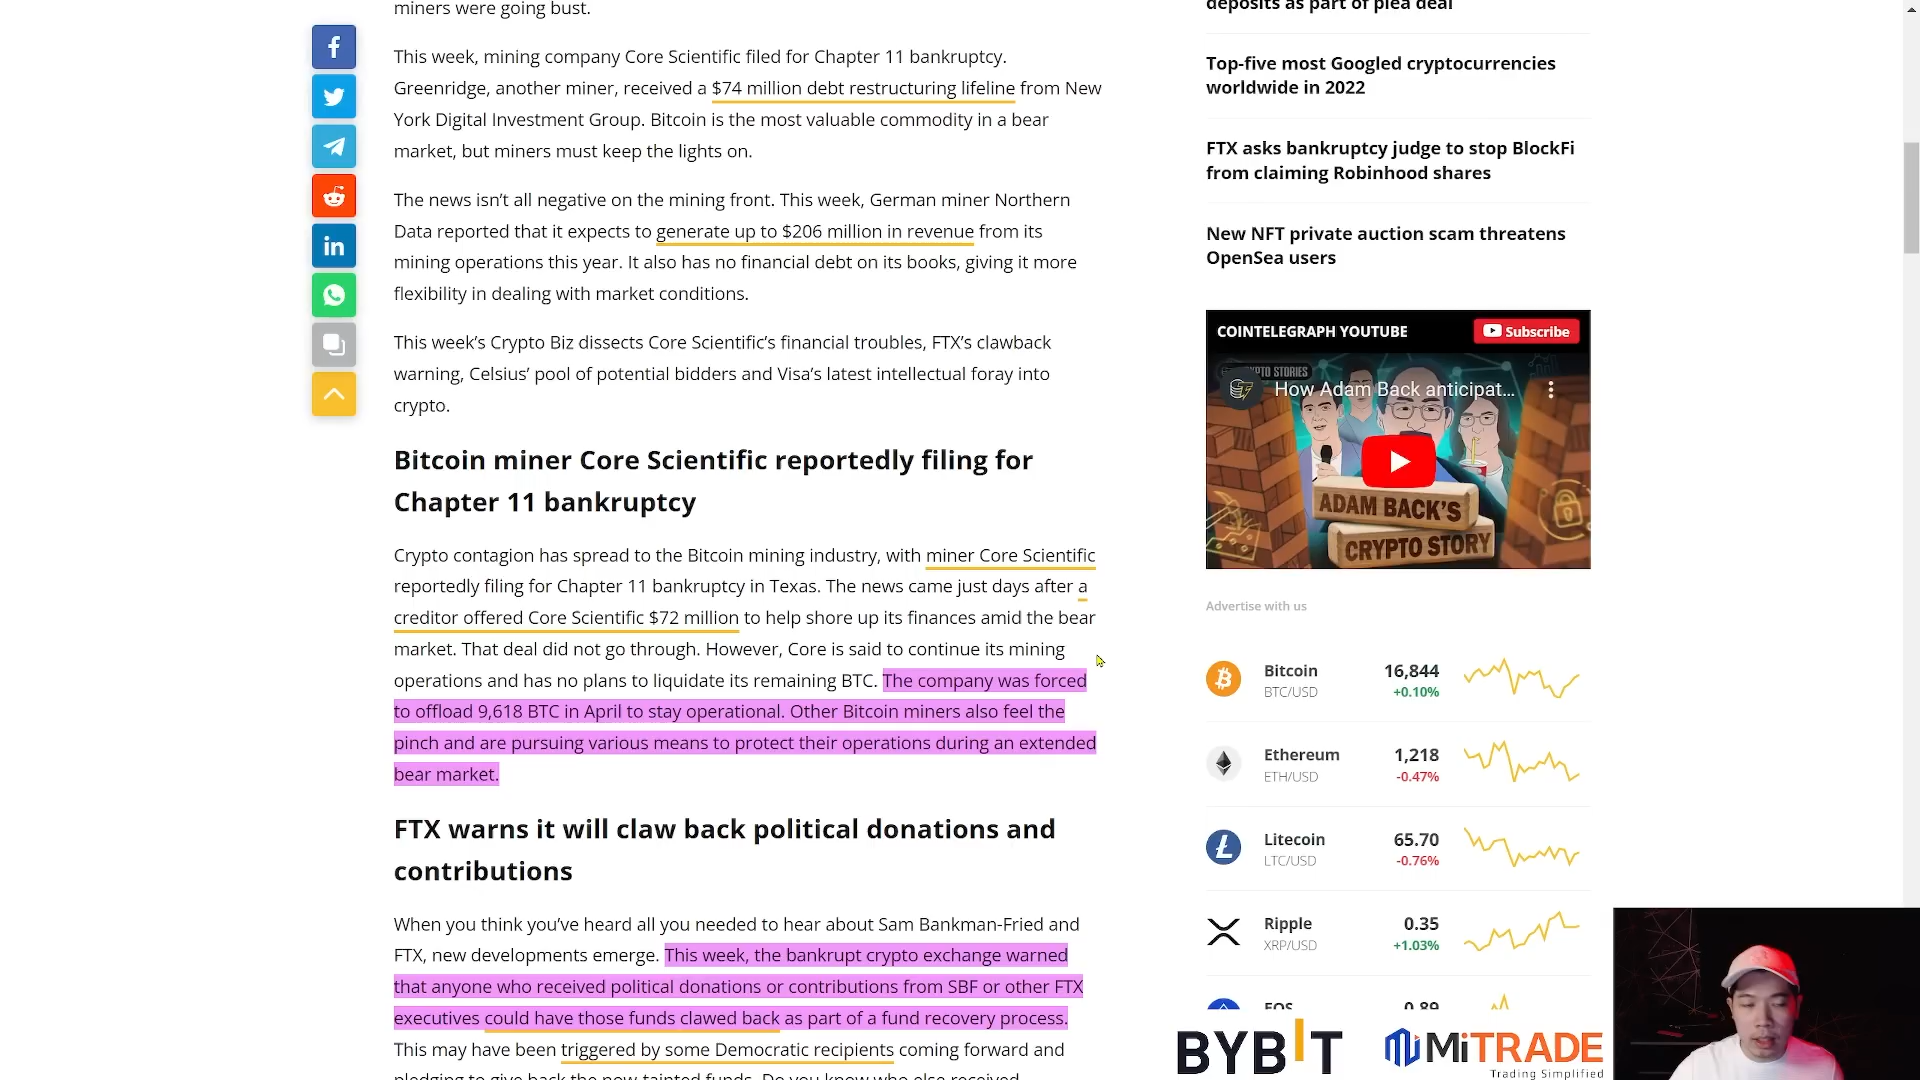 miners were going bust.
This week, mining company Core Scientific filed for Chapter 11 bankruptcy.
Greenridge, another miner, received a $74 million debt restructuring lifeline from New
York Digital Investment Group. Bitcoin is the most valuable commodity in a bear
market, but miners must keep the lights on.
The news isn’t all negative on the mining front. This week, German miner Northern
Data reported that it expects to generate up to $206 million in revenue from its
mining operations this year. It also has no financial debt on its books, giving it more
flexibility in dealing with market conditions.
This week’s Crypto Biz dissects Core Scientific’s financial troubles, FTX’s clawback
warning, Celsius’ pool of potential bidders and Visa’s latest intellectual foray into
crypto.
Bitcoin miner Core Scientific reportedly filing for
Chapter 11 bankruptcy
Crypto contagion has spread to the Bitcoin mining industry, with miner Core Scientific
reportedly filing for Chapter 11 bankruptcy in Texas. The news came just days after a
creditor offered Core Scientific $72 million to help shore up its finances amid the bear
market. That deal did not go through. However, Core is said to continue its mining
operations and has no plans to liquidate its remaining BTC. The company was forced
to offload 9,618 BTC in April to stay operational. Other Bitcoin miners also feel the
pinch and are pursuing various means to protect their operations during an extended
bear market.
FTX warns it will claw back political donations and
contributions
When you think you’ve heard all you needed to hear about Sam Bankman-Fried and
FTX, new developments emerge. This week, the bankrupt crypto exchange warned
that anyone who received political donations or contributions from SBF or other FTX
executives could have those funds clawed back as part of a fund recovery process.
This may have been triggered by some Democratic recipients coming forward and
pledging to give back the now-tainted funds. Do you know who else received
deposits as part of plea deal
Top-five most Googled cryptocurrencies
worldwide in 2022
FTX asks bankruptcy judge to stop BlockFi
from claiming Robinhood shares
New NFT private auction scam threatens
OpenSea users
COINTELEGRAPH YOUTUBE
Subscribe
CRYPTO STORIES
How Adam Back anticipat...
ADAM BACK'S
CRYPTO STORY
Advertise with us
Bitcoin 16,844
BTC/USD +0.10%
Ethereum 1,218
ETH/USD -0.47%
Litecoin 65.70
LTC/USD -0.76%
Ripple 0.35
XRP/USD +1.03%
EOS 0.89
BYBIT
MiTRADE
Trading Simplified